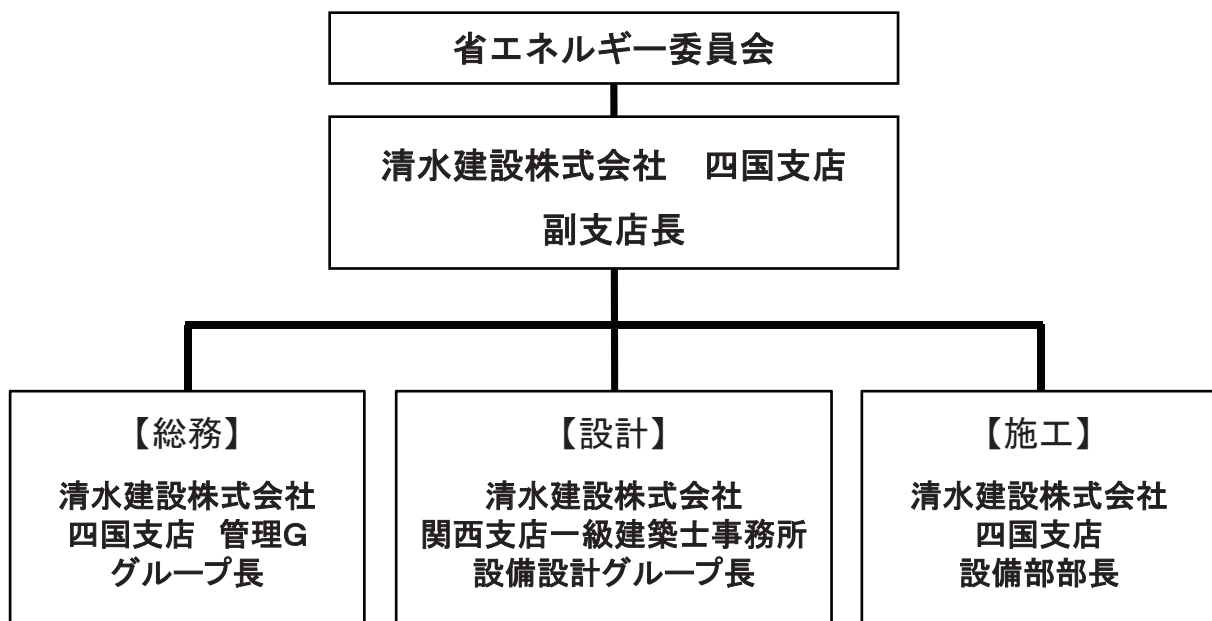 省エネルギー委員会
清水建設株式会社　四国支店
副支店長
【総務】
清水建設株式会社
四国支店　管理G
グループ長
【設計】
清水建設株式会社
関西支店一級建築士事務所
設備設計グループ長
【施工】
清水建設株式会社
四国支店
設備部部長